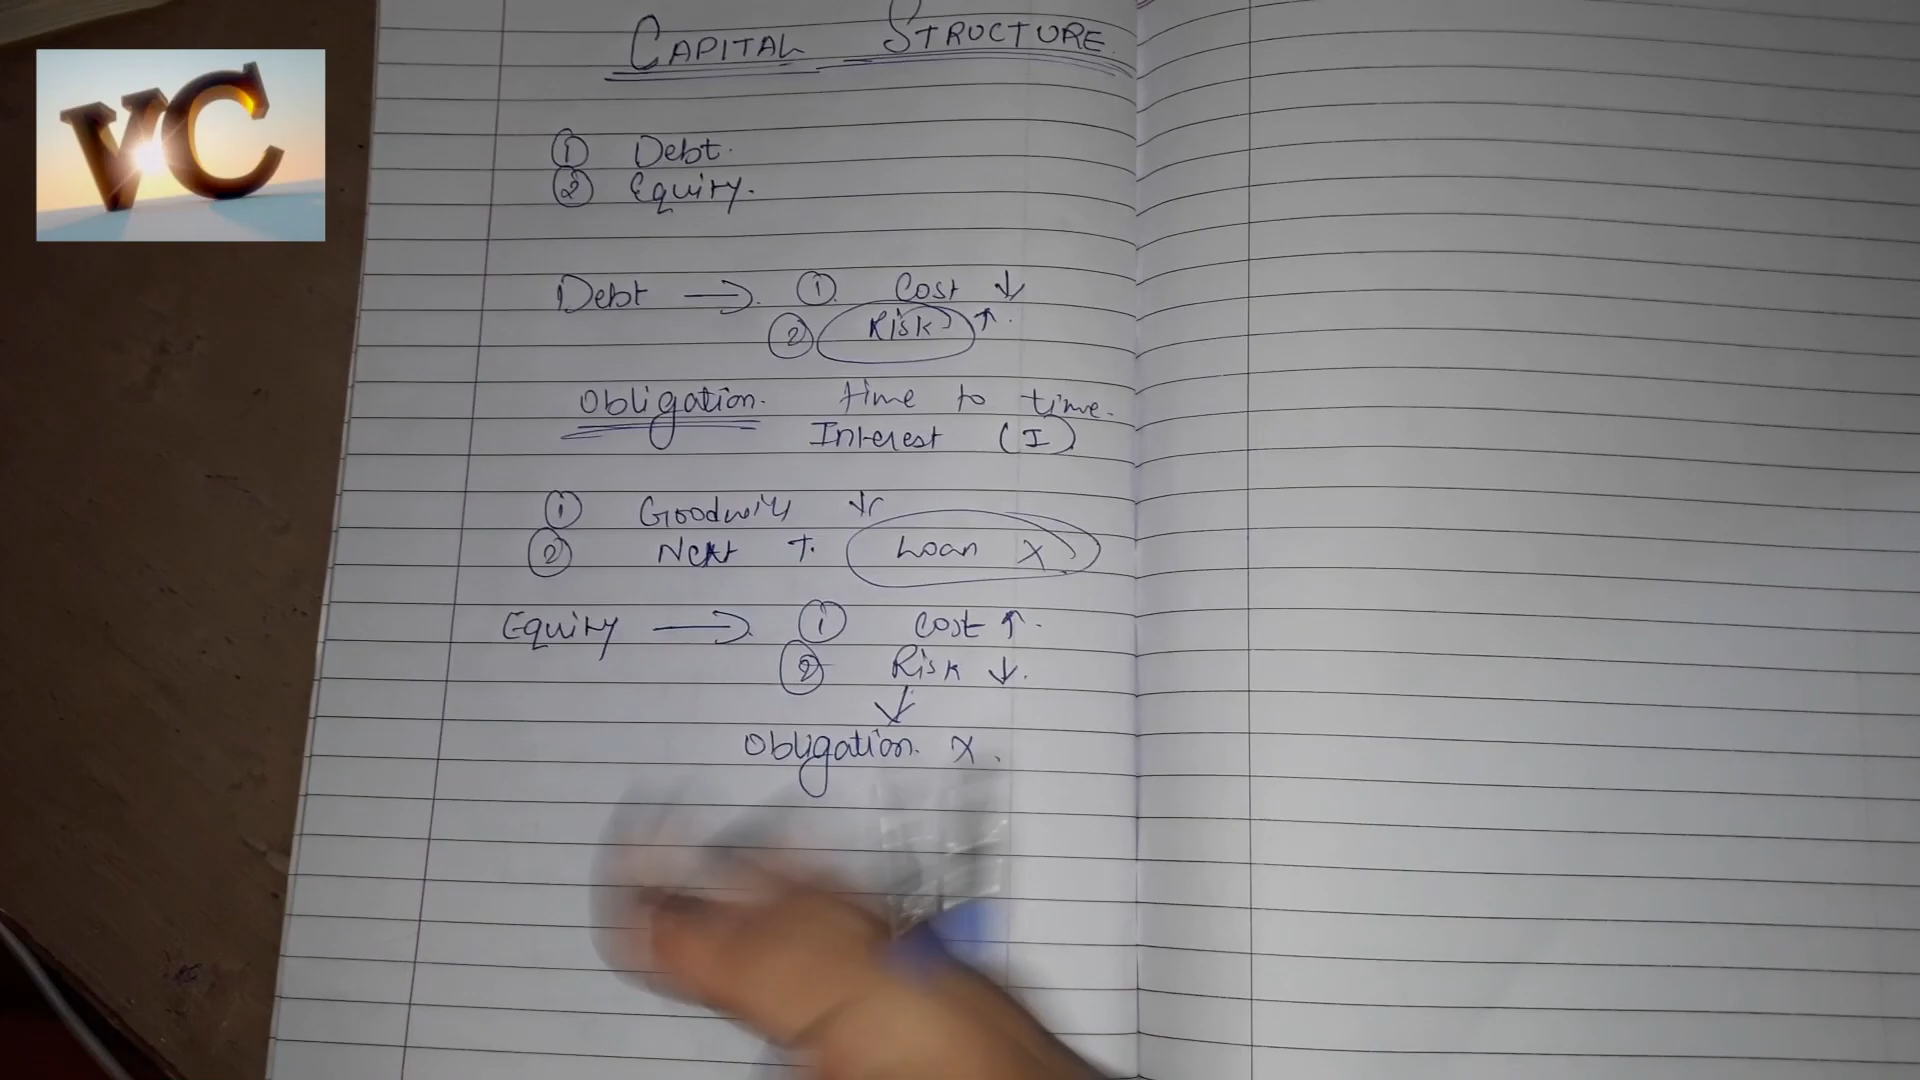 VC
CAPITAL STRUCTURE
① Debt.
② Equity.
Debt → ① Cost ↓
② Risk ↑.
Obligation. time to time.
Interest (I)
① Goodwill ↓
② Next T. Loan X
Equity → ① Cost ↑.
② Risk ↓.
↓
Obligation. X.